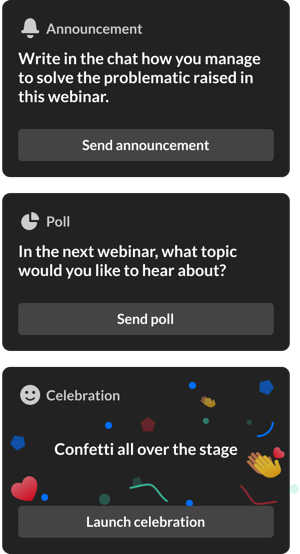 Announcement
Write in the chat how you manage
to solve the problematic raised in
this webinar.
Send announcement
Poll
In the next webinar, what topic
would you like to hear about?
Send poll
Celebration
Confetti all over the stage
Launch celebration